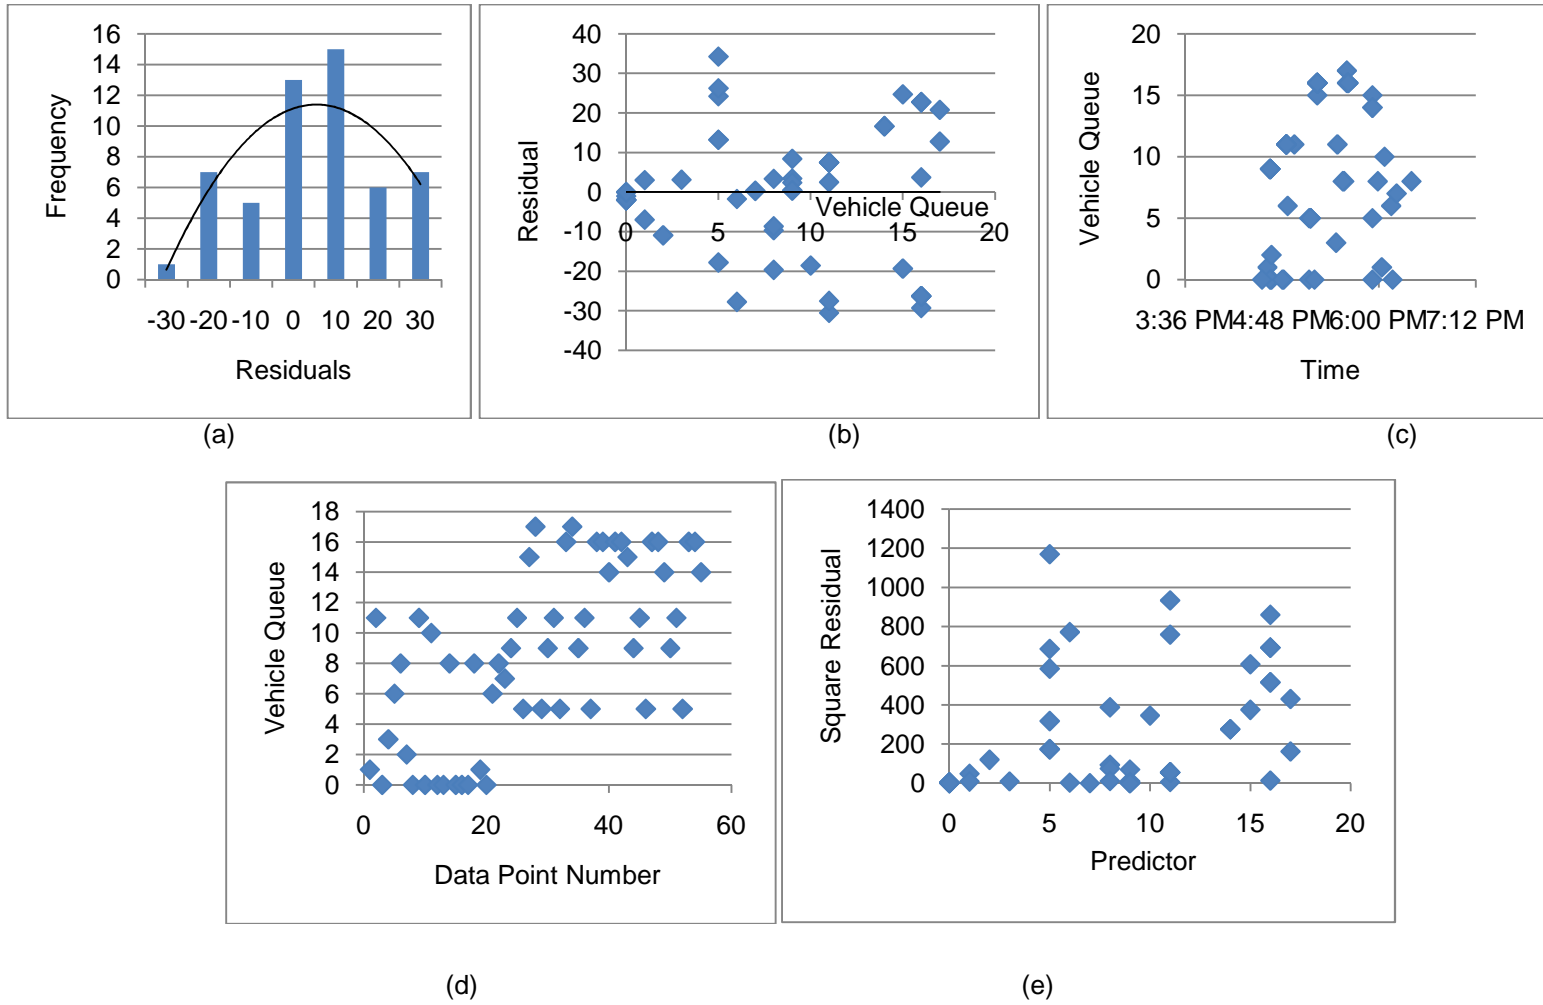 16
14
12
10
8
6
4
2
0
Frequency
-30 -20 -10 0 10 20 30
Residuals
(a)
40
30
20
10
0
-10
-20
-30
-40
Residual
Vehicle Queue
0 5 10 15 20
(b)
20
15
10
5
0
Vehicle Queue
3:36 PM 4:48 PM 6:00 PM 7:12 PM
Time
(c)
18
16
14
12
10
8
6
4
2
0
Vehicle Queue
0 20 40 60
Data Point Number
(d)
1400
1200
1000
800
600
400
200
0
Square Residual
0 5 10 15 20
Predictor
(e)